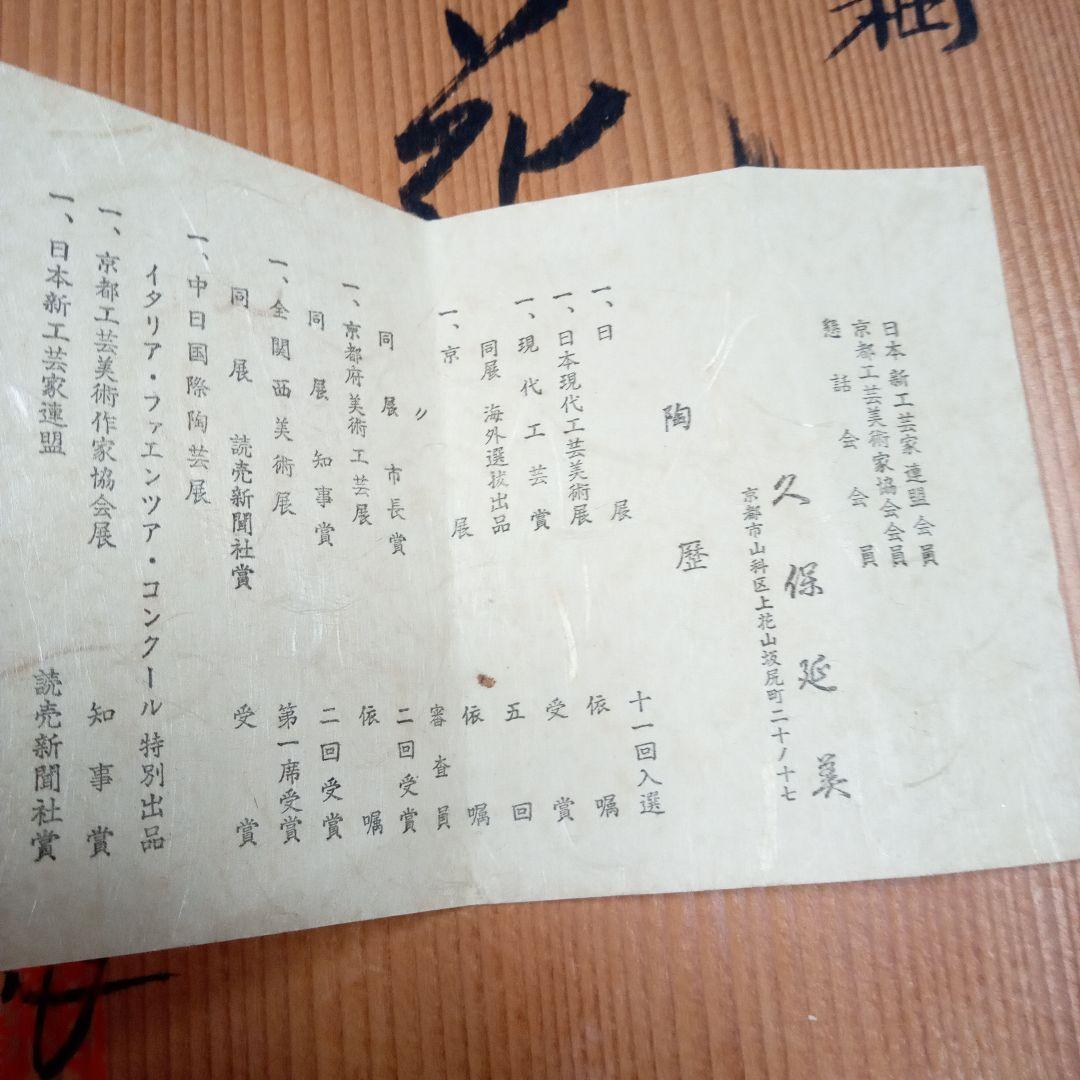 日本新工芸家連盟会員
京都工芸美術家協会会員
懇話会会員
久保延美
京都市山科区上花山坂尻町二十ノ十七
陶歴
一、日展 十一回入選
一、日本現代工芸美術展 依嘱
一、現代工芸賞 受賞
同展 海外選抜出品 五回
一、京展 依嘱
〃 審査員
同展市長賞 二回受賞
一、京都府美術工芸展 依嘱
同展知事賞 二回受賞
一、全関西美術展 第一席受賞
同展 読売新聞社賞 受賞
一、中日国際陶芸展
イタリア・ファエンツア・コンクール特別出品
一、京都工芸美術作家協会展 知事賞
一、日本新工芸家連盟 読売新聞社賞
花